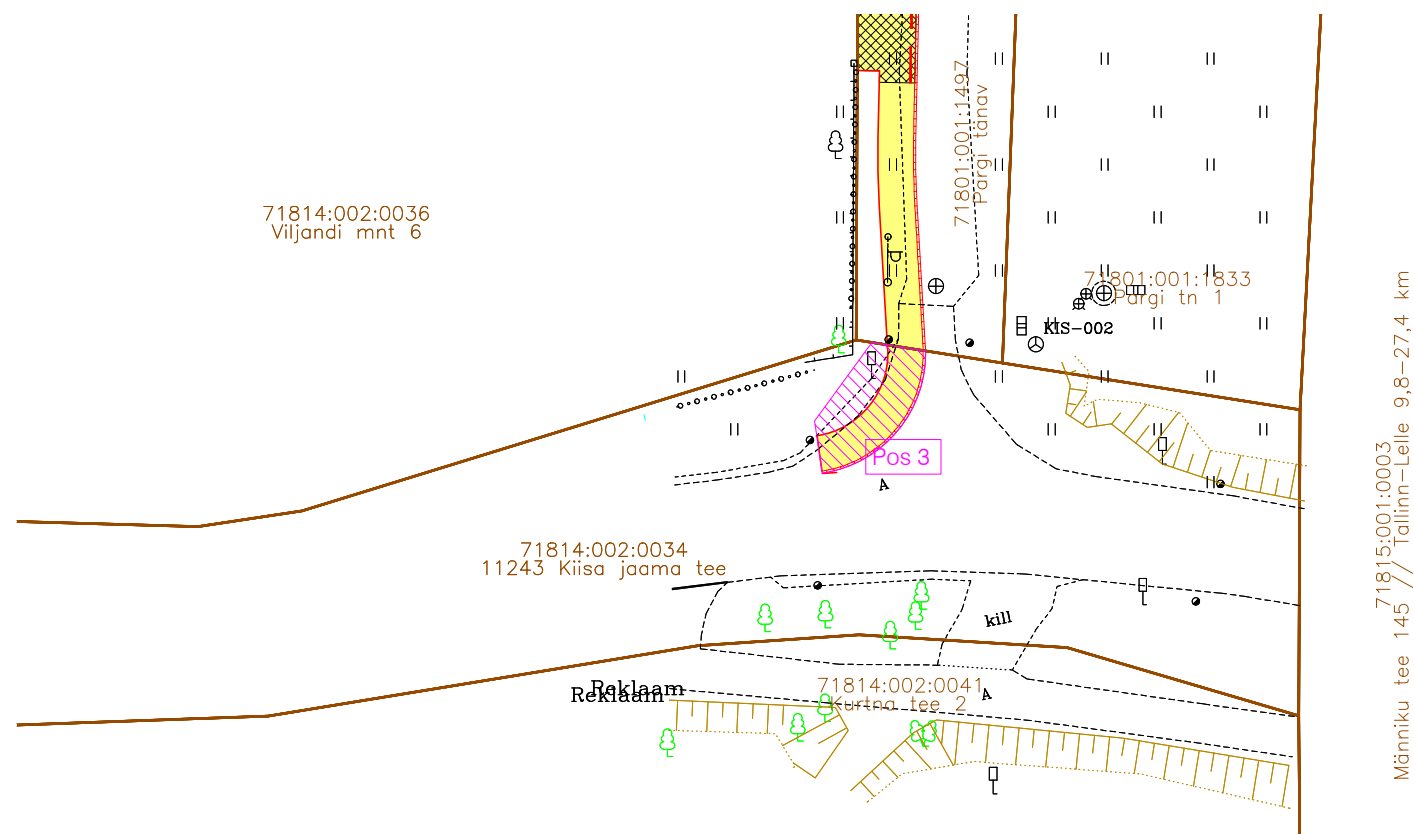 71801:001:1497
Pargi tänav
71814:002:0036
Viljandi mnt 6
71801:001:1833
Pargi tn 1
KIS-002
Pos 3
A
71815:001:0003
Männiku tee 145 // Tallinn-Lelle 9,8-27,4 km
71814:002:0034
11243 Kiisa jaama tee
kill
71814:002:0041
Kurtna tee 2
A
Reklaam
Reklaam